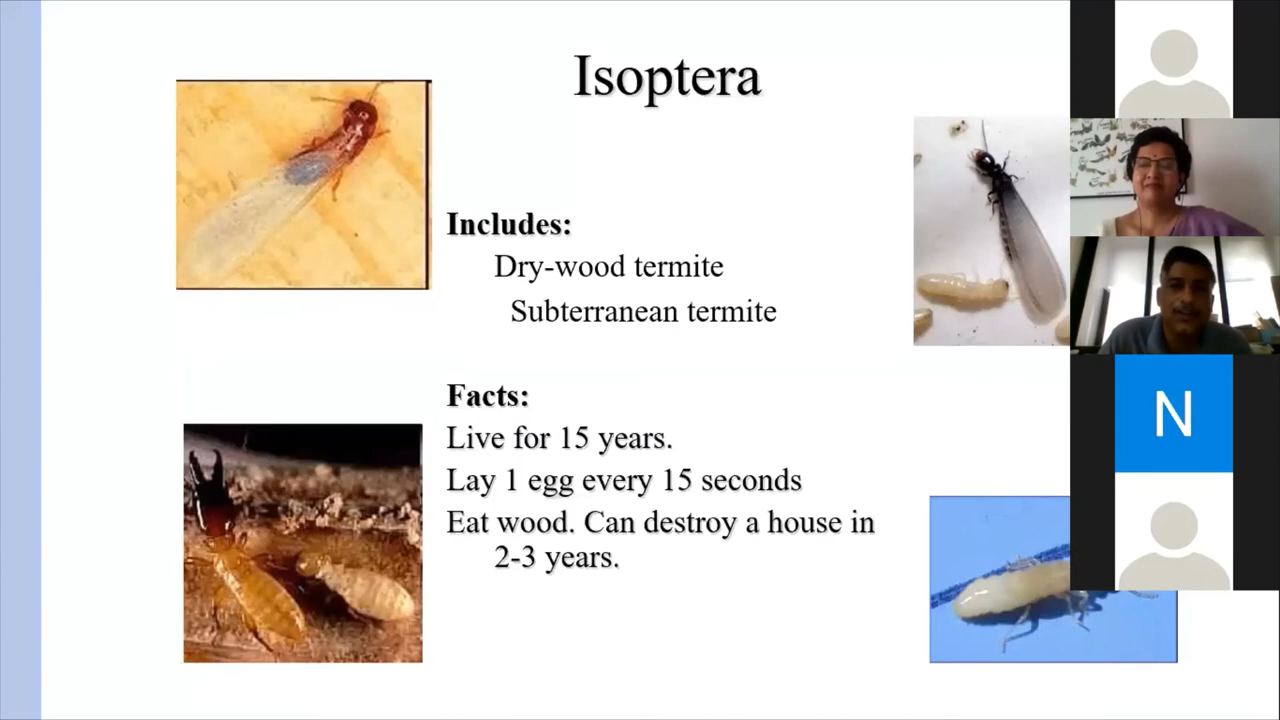 Isoptera
Includes:
Dry-wood termite
Subterranean termite
Facts:
Live for 15 years.
Lay 1 egg every 15 seconds
Eat wood. Can destroy a house in
2-3 years.
N